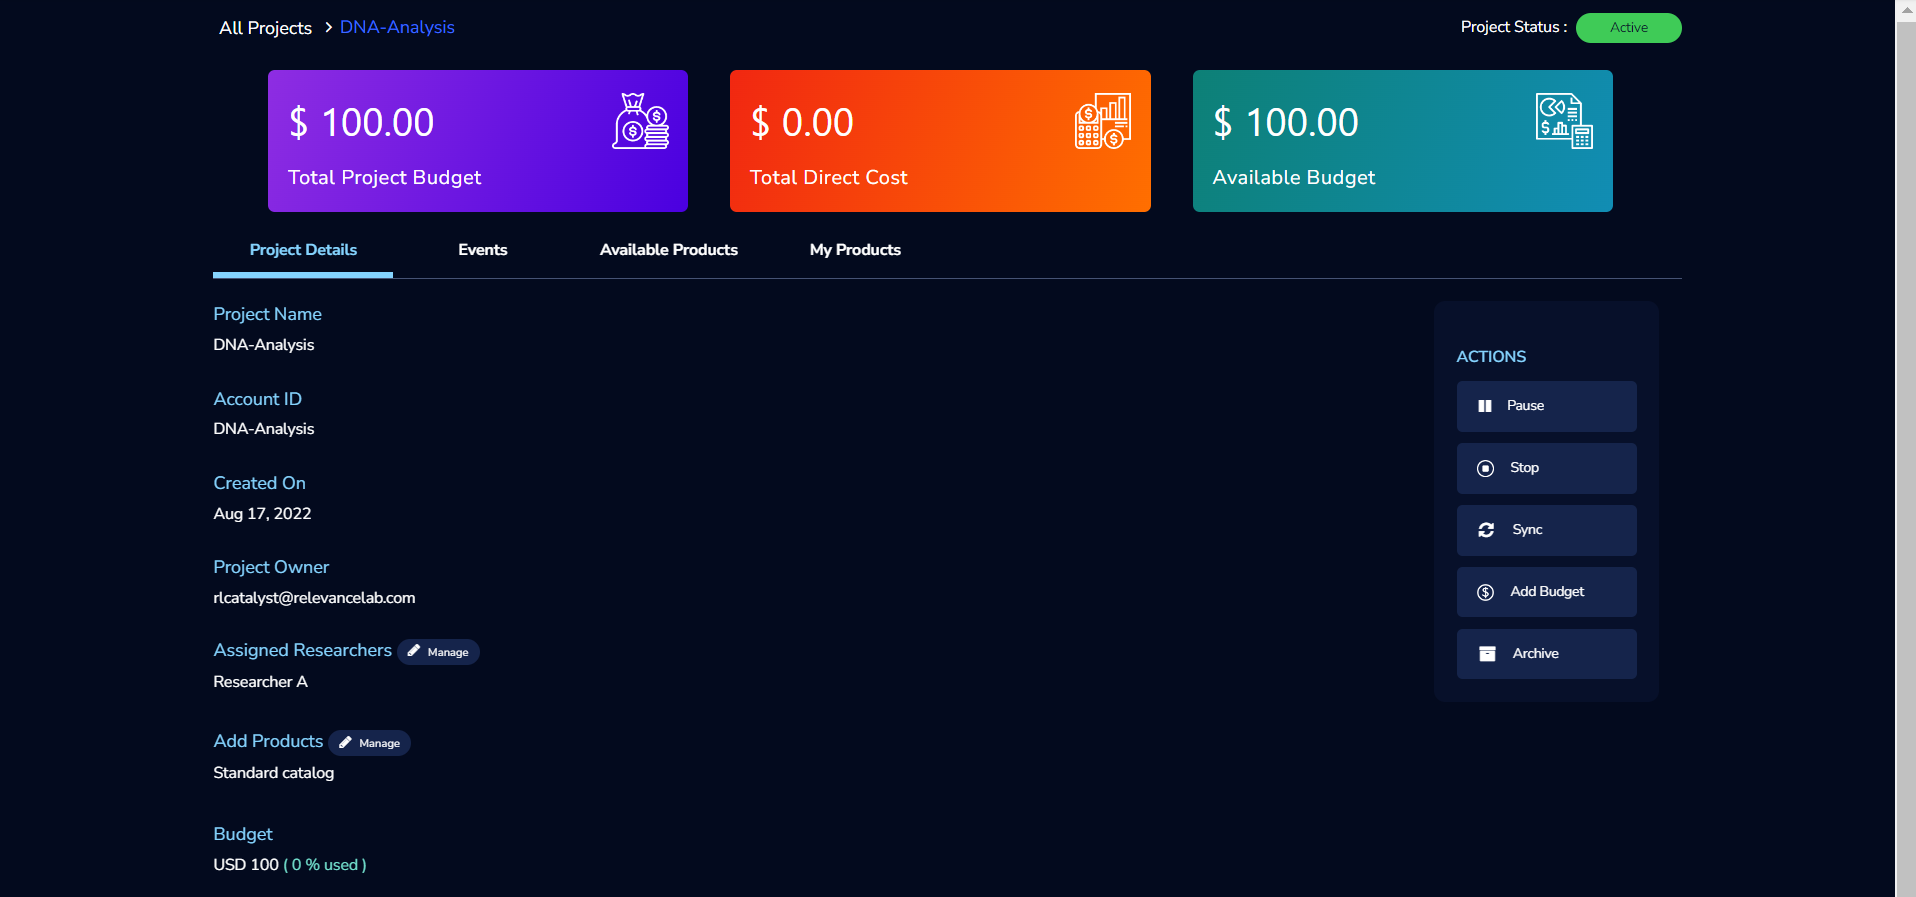 All Projects > DNA-Analysis
Project Status : Active
$ 100.00
Total Project Budget
$ 0.00
Total Direct Cost
$ 100.00
Available Budget
Project Details Events Available Products My Products
Project Name
DNA-Analysis
Account ID
DNA-Analysis
Created On
Aug 17, 2022
Project Owner
rlcatalyst@relevancelab.com
Assigned Researchers Manage
Researcher A
Add Products Manage
Standard catalog
Budget
USD 100 ( 0 % used )
ACTIONS
Pause
Stop
Sync
Add Budget
Archive